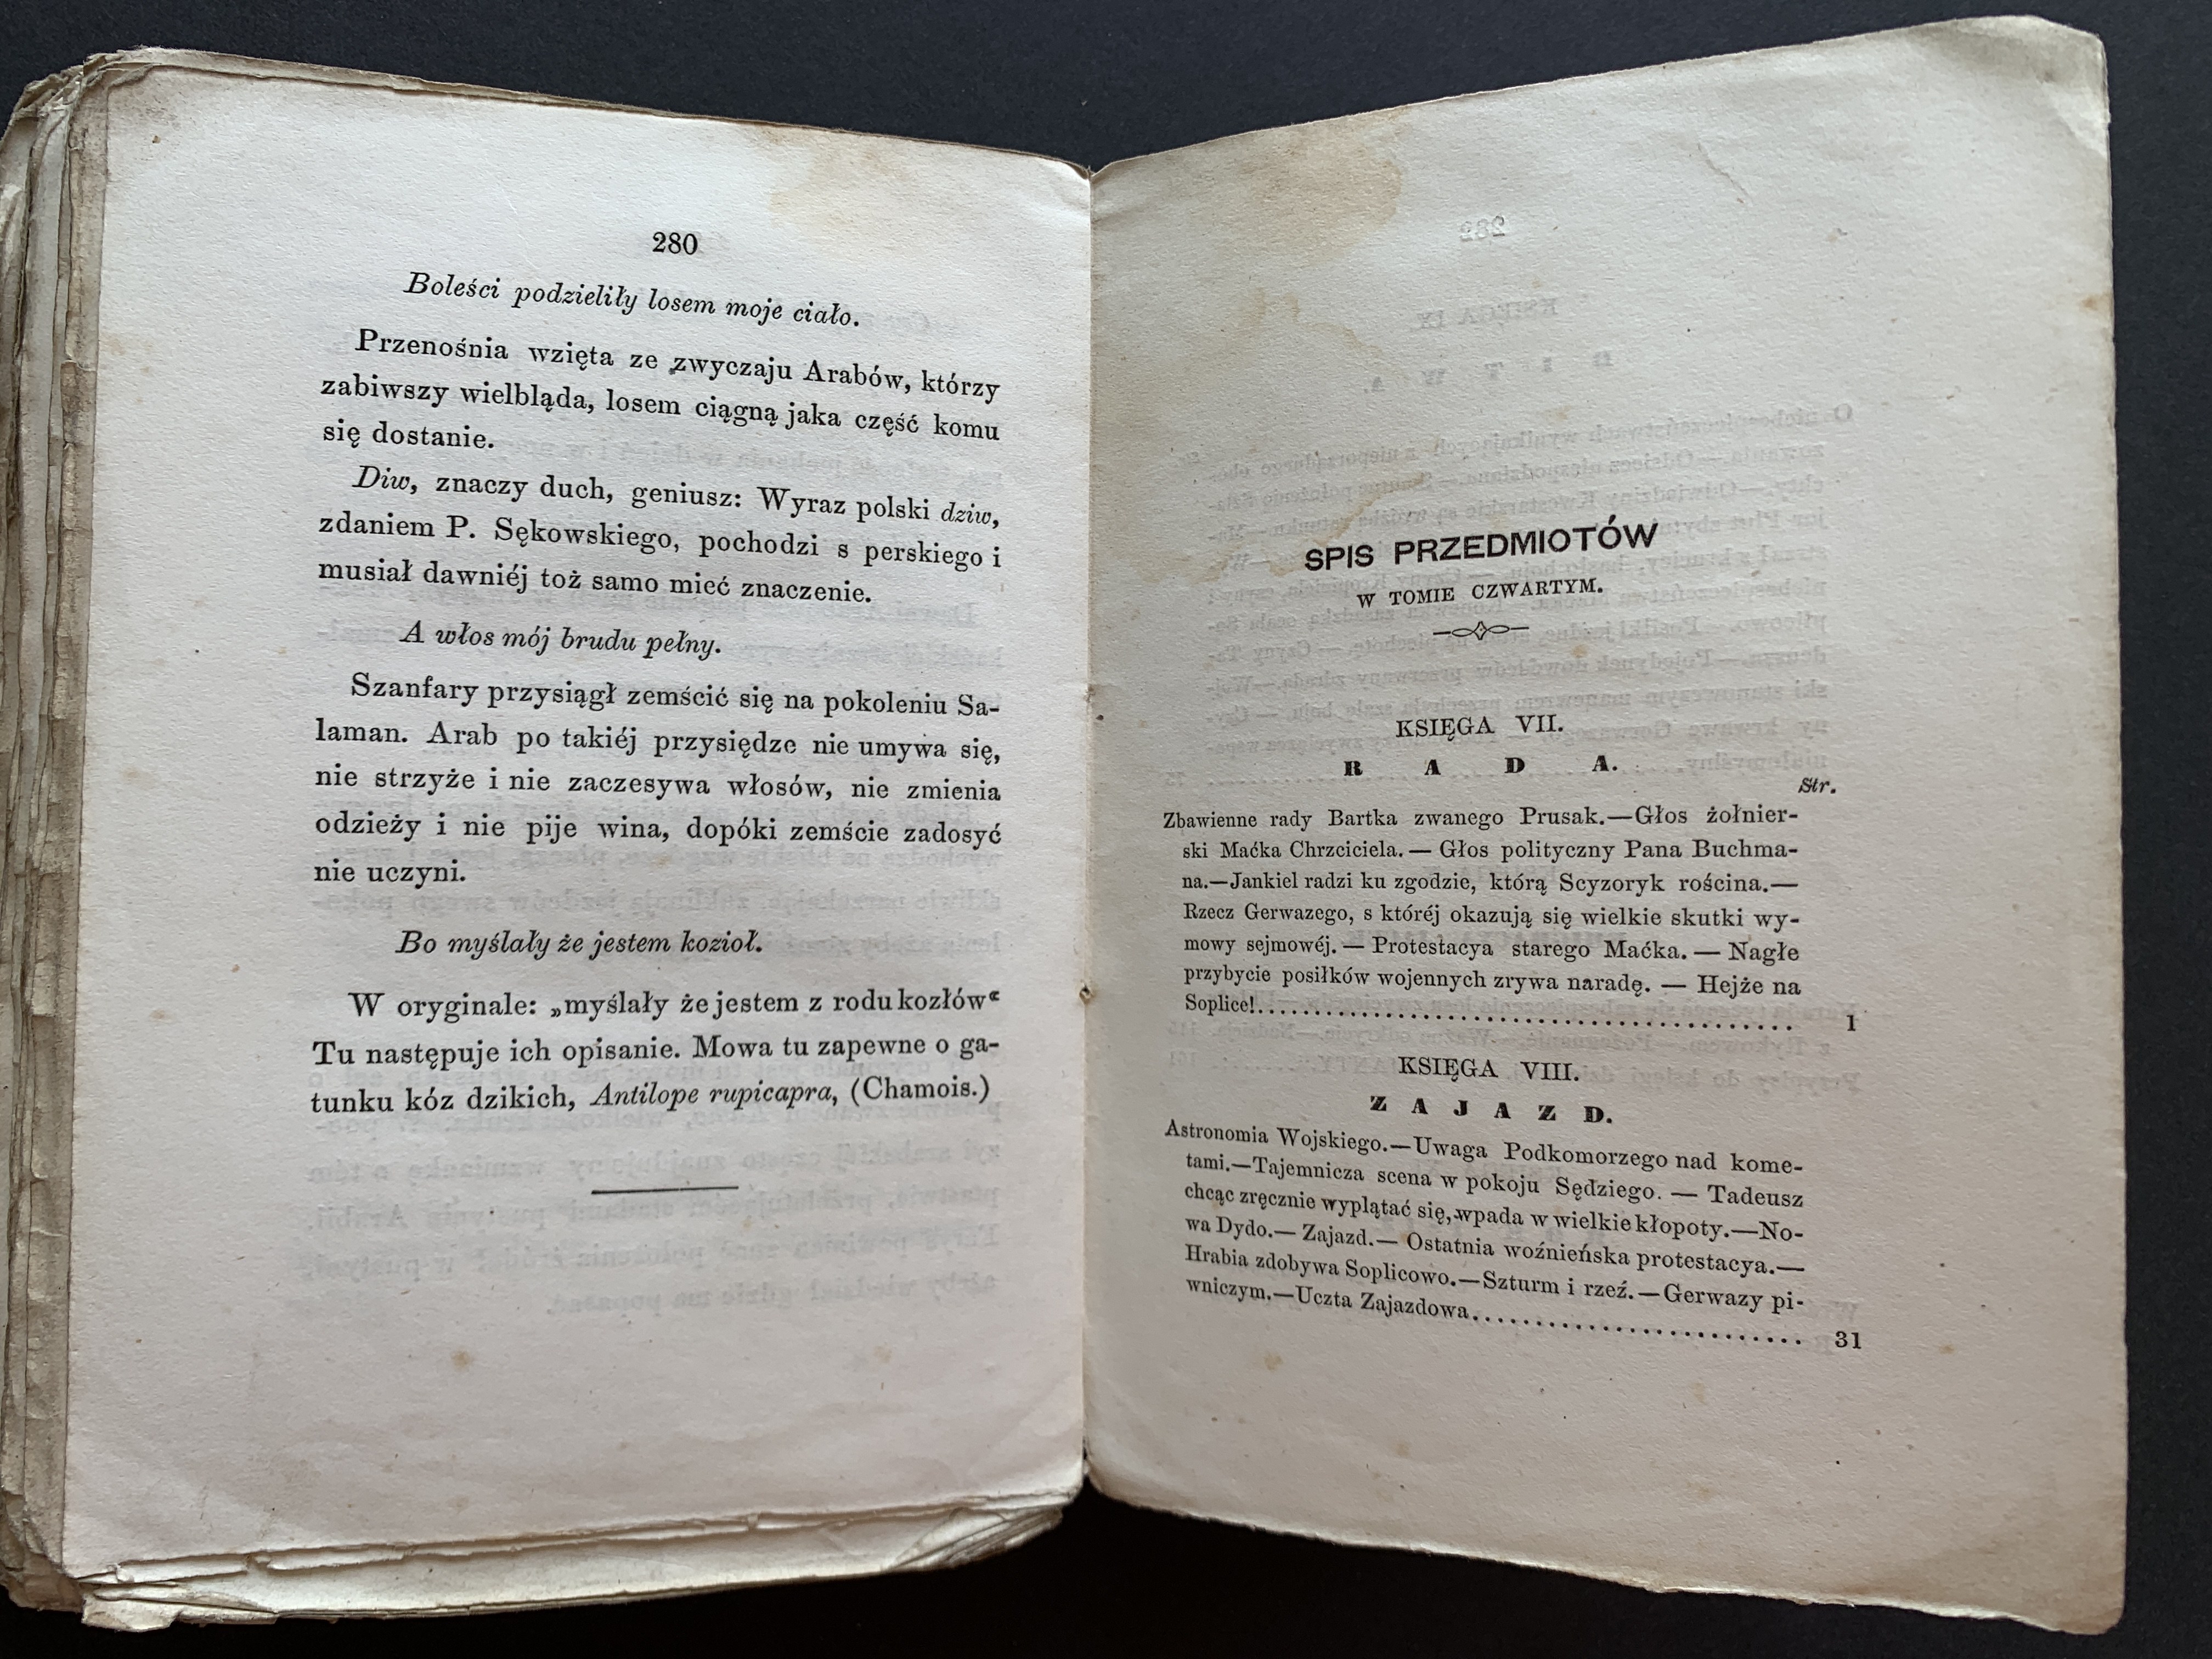 280
Boleści podzieliły losem moje ciało.
Przenośnia wzięta ze zwyczaju Arabów, którzy
zabiwszy wielbląda, losem ciągną jaka część komu
się dostanie.
Diw, znaczy duch, geniusz: Wyraz polski dziw,
zdaniem P. Sękowskiego, pochodzi s perskiego i
musiał dawniéj toż samo mieć znaczenie.
A włos mój brudu pełny.
Szanfary przysiągł zemścić się na pokoleniu Sa-
laman. Arab po takiéj przysiędze nie umywa się,
nie strzyże i nie zaczesywa włosów, nie zmienia
odzieży i nie pije wina, dopóki zemście zadosyć
nie uczyni.
Bo myślały że jestem kozioł.
W oryginale: „myślały że jestem z rodu kozłów“
Tu następuje ich opisanie. Mowa tu zapewne o ga-
tunku kóz dzikich, Antilope rupicapra, (Chamois.)
SPIS PRZEDMIOTÓW
W TOMIE CZWARTYM.
KSIĘGA VII.
R A D A.
Str.
Zbawienne rady Bartka zwanego Prusak.—Głos żołnier-
ski Maćka Chrzciciela. — Głos polityczny Pana Buchma-
na.—Jankiel radzi ku zgodzie, którą Scyzoryk rościna.—
Rzecz Gerwazego, s któréj okazują się wielkie skutki wy-
mowy sejmowéj. — Protestacya starego Maćka. — Nagłe
przybycie posiłków wojennych zrywa naradę. — Hejże na
Soplice!............................................ 1
KSIĘGA VIII.
Z A J A Z D.
Astronomia Wojskiego.—Uwaga Podkomorzego nad kome-
tami.—Tajemnicza scena w pokoju Sędziego. — Tadeusz
chcąc zręcznie wyplątać się, wpada w wielkie kłopoty.—No-
wa Dydo.— Zajazd.— Ostatnia woźnieńska protestacya.—
Hrabia zdobywa Soplicowo.—Szturm i rzeź.—Gerwazy pi-
wniczym.—Uczta Zajazdowa........................... 31